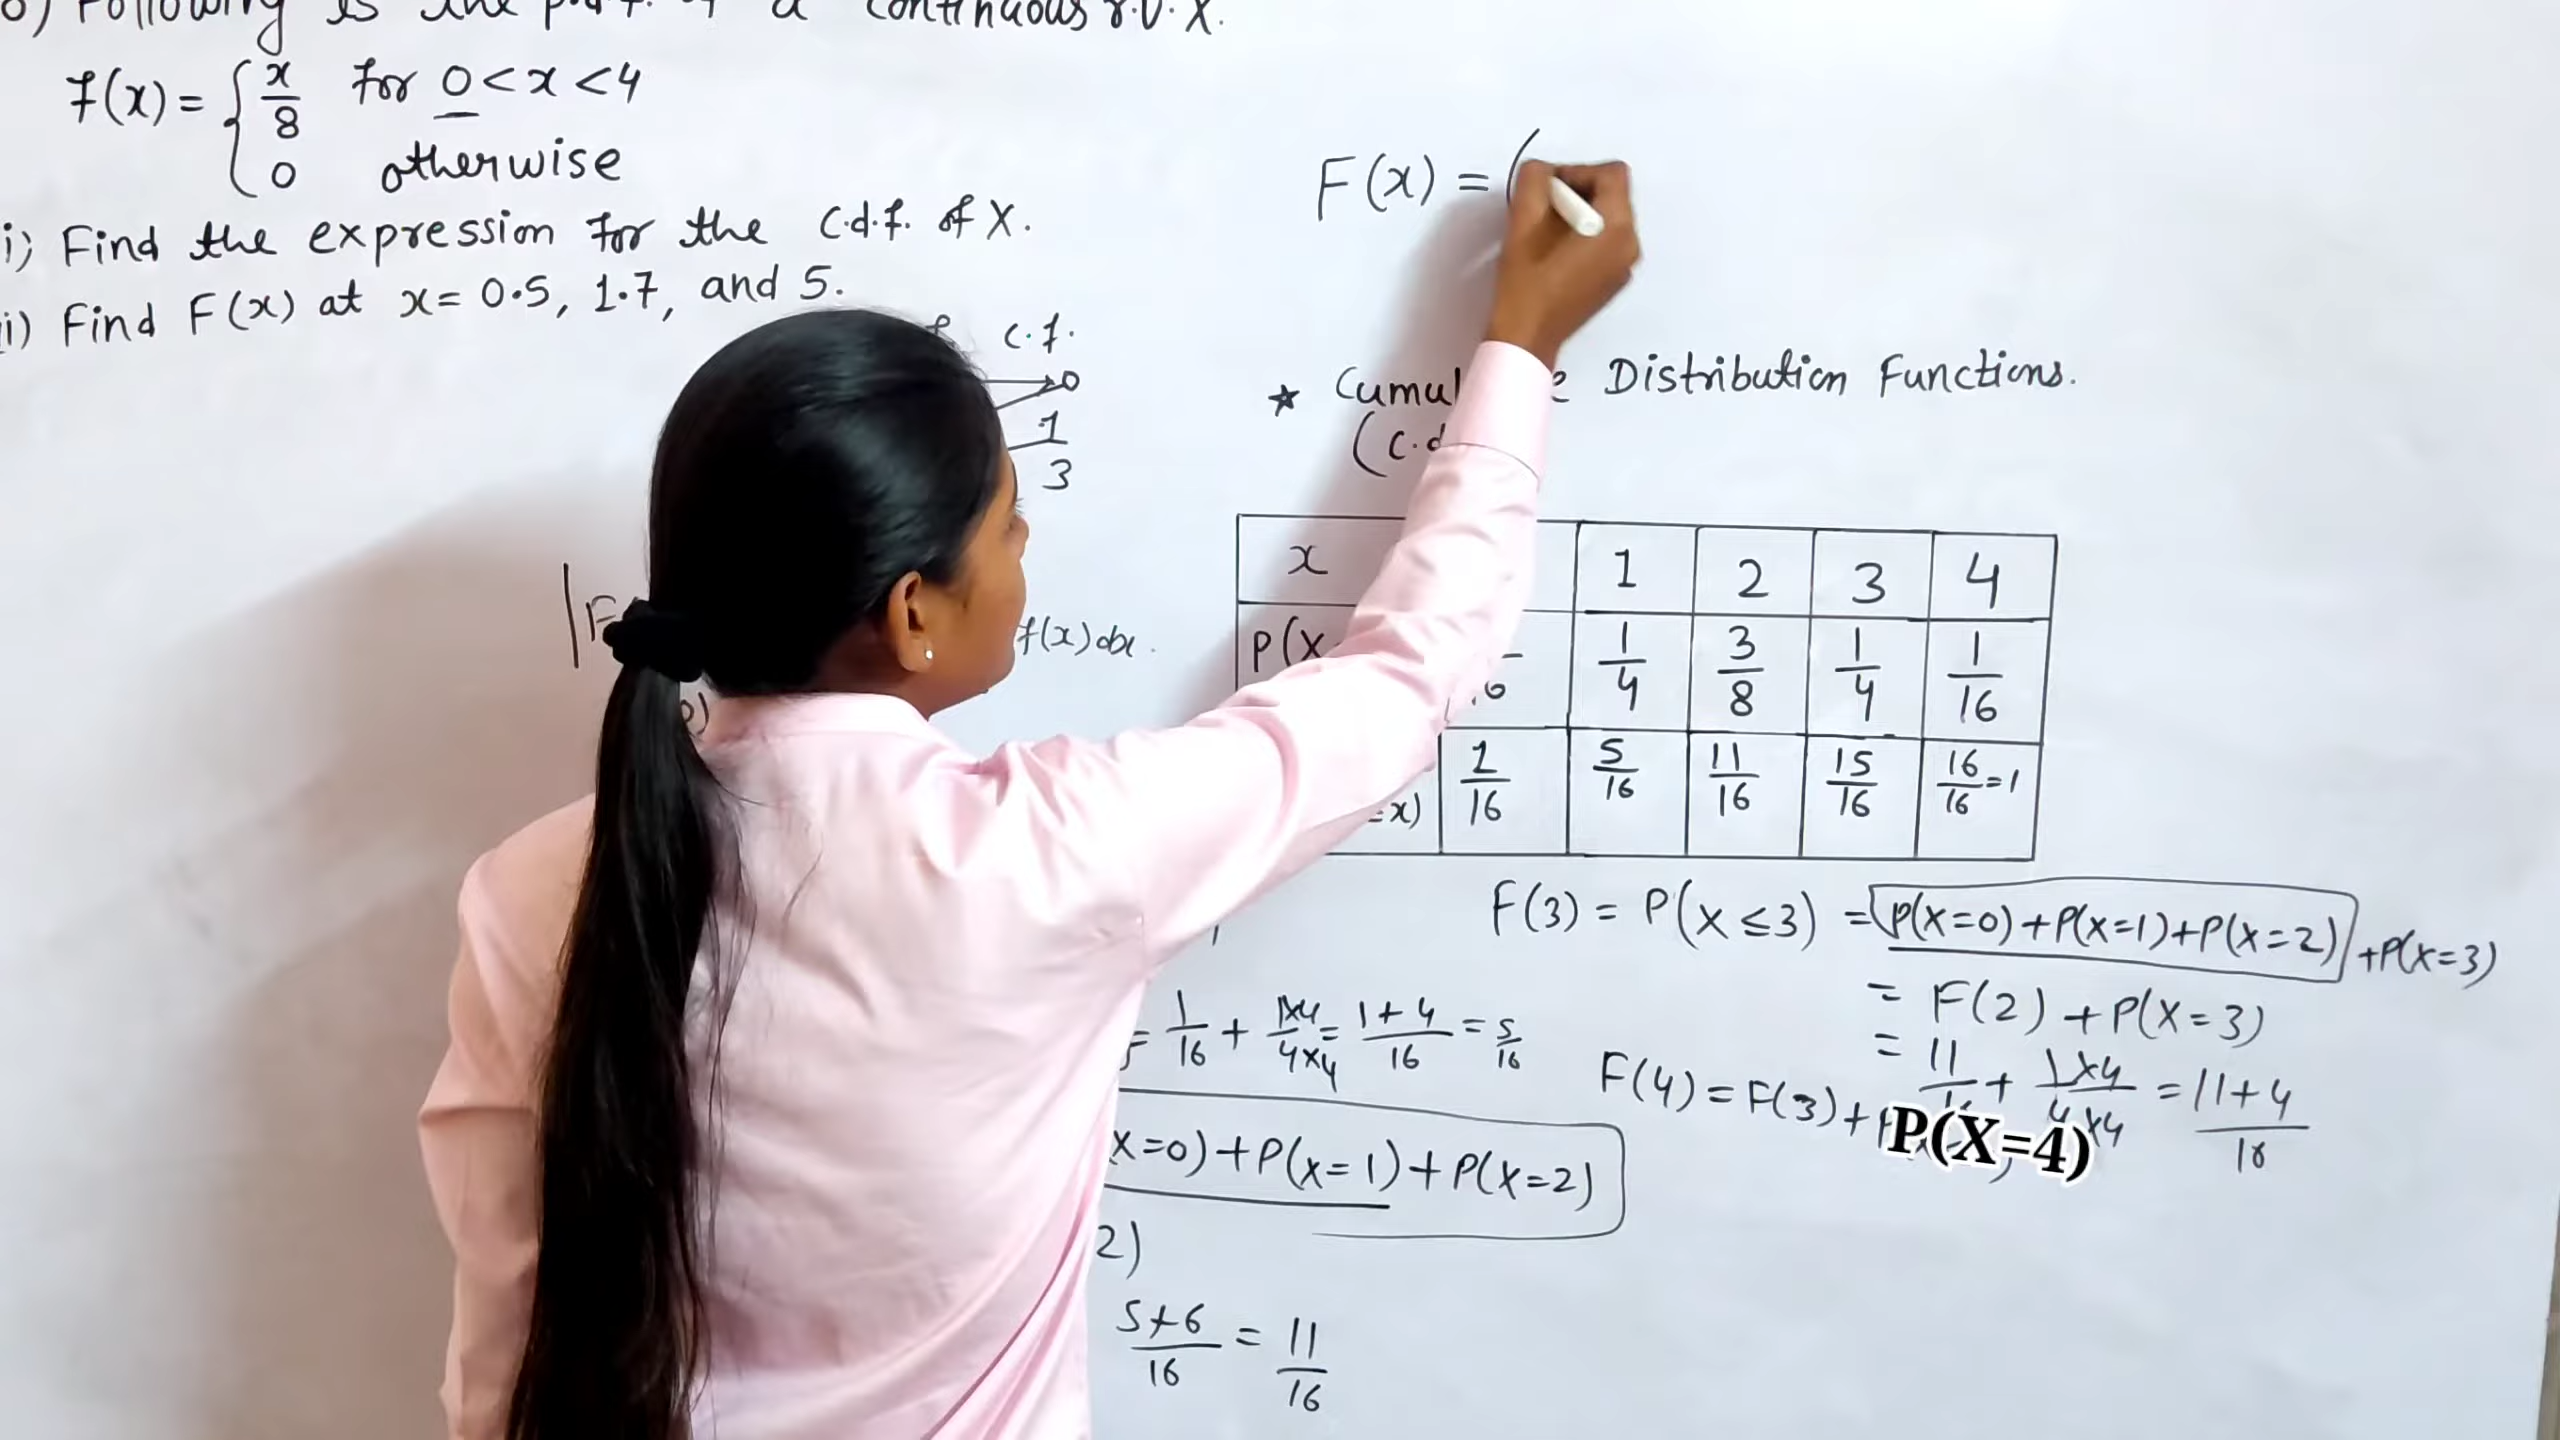 Following is the p.d.f. of a continuous r.v. X.
f(x) = { x/8 for 0 < x < 4
0 otherwise
i) Find the expression for the c.d.f. of X.
ii) Find F(x) at x = 0.5, 1.7, and 5.
F(x) = (
c.f.
0
1
3
★ Distribution Functions.
(c.d
f(x) dx.
x 1 2 3 4
P(X 1/4 3/8 1/4 1/16
x) 1/16 5/16 11/16 15/16 16/16 = 1
F(3) = P(X ≤ 3) = P(X=0) + P(X=1) + P(X=2) + P(X=3)
= F(2) + P(X=3)
= 11/16 + 1×4/4×4 = 11+4/16
F(4) = F(3) + P(X=4)
= 1/16 + 1×4/4×4 = 1+4/16 = 5/16
X=0) + P(X=1) + P(X=2)
2)
5+6/16 = 11/16